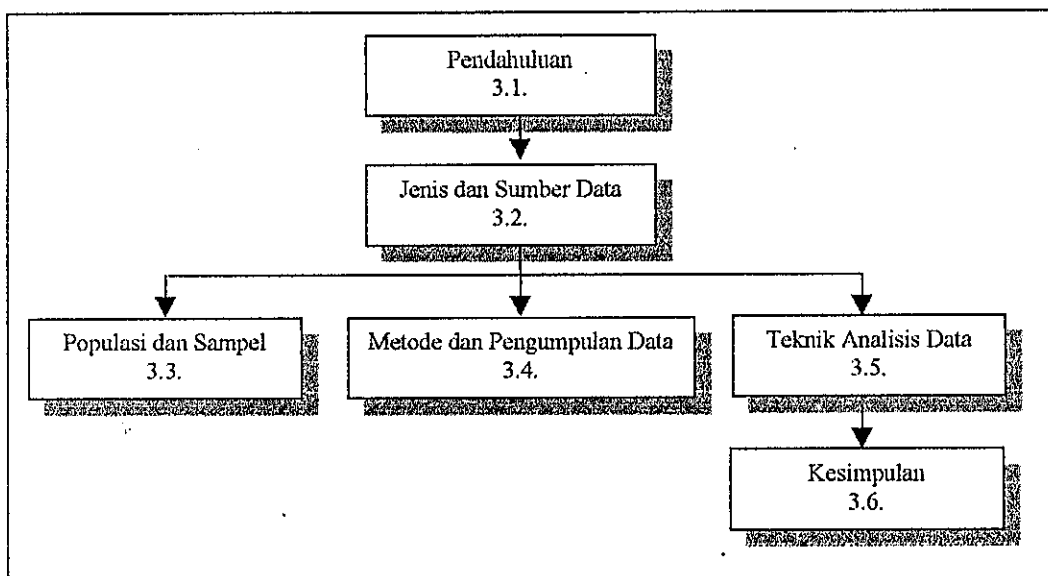 Pendahuluan
3.1.
Jenis dan Sumber Data
3.2.
Populasi dan Sampel
3.3.
Metode dan Pengumpulan Data
3.4.
Teknik Analisis Data
3.5.
Kesimpulan
3.6.